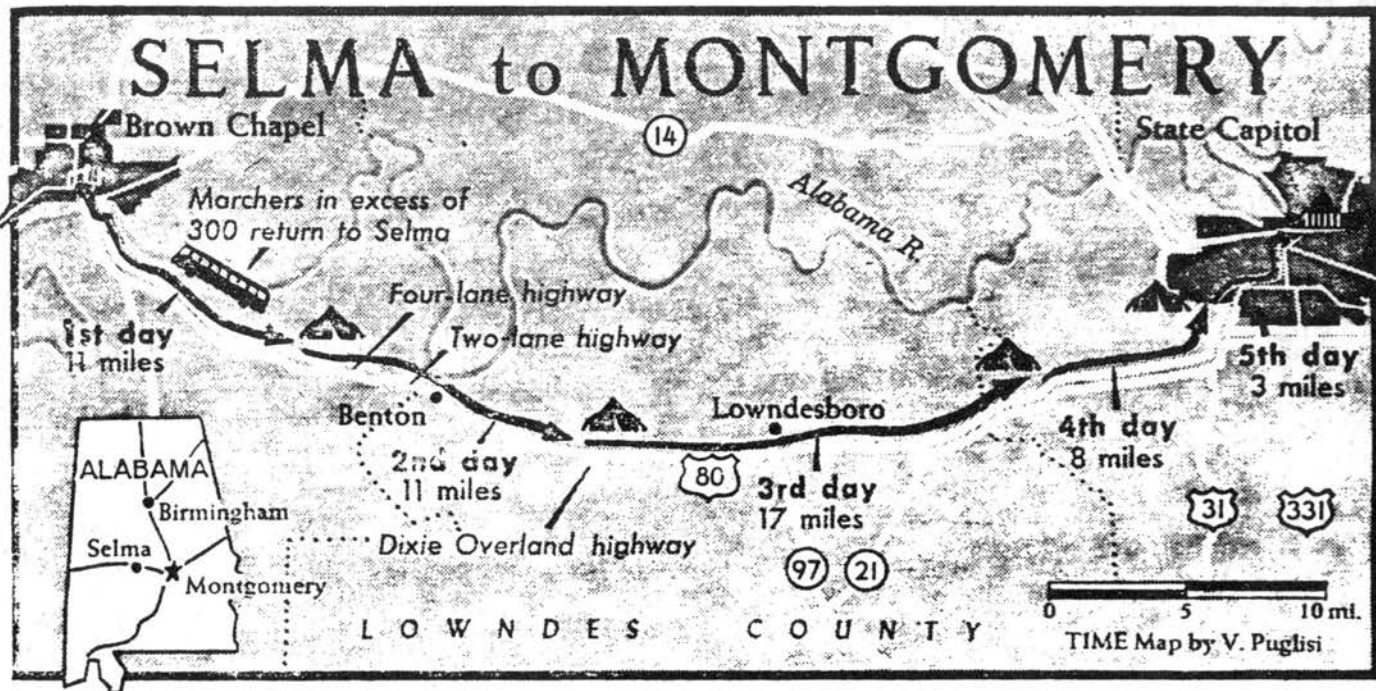 SELMA to MONTGOMERY
Brown Chapel
14
State Capitol
Marchers in excess of
300 return to Selma
Alabama R.
Four-lane highway
1st day
11 miles
Two-lane highway
5th day
3 miles
Benton
Lowndesboro
2nd day
11 miles
80
3rd day
17 miles
4th day
8 miles
ALABAMA
Birmingham
Selma
Montgomery
Dixie Overland highway
97
21
31
331
0 5 10 mi.
LOWNDES COUNTY
TIME Map by V. Puglisi